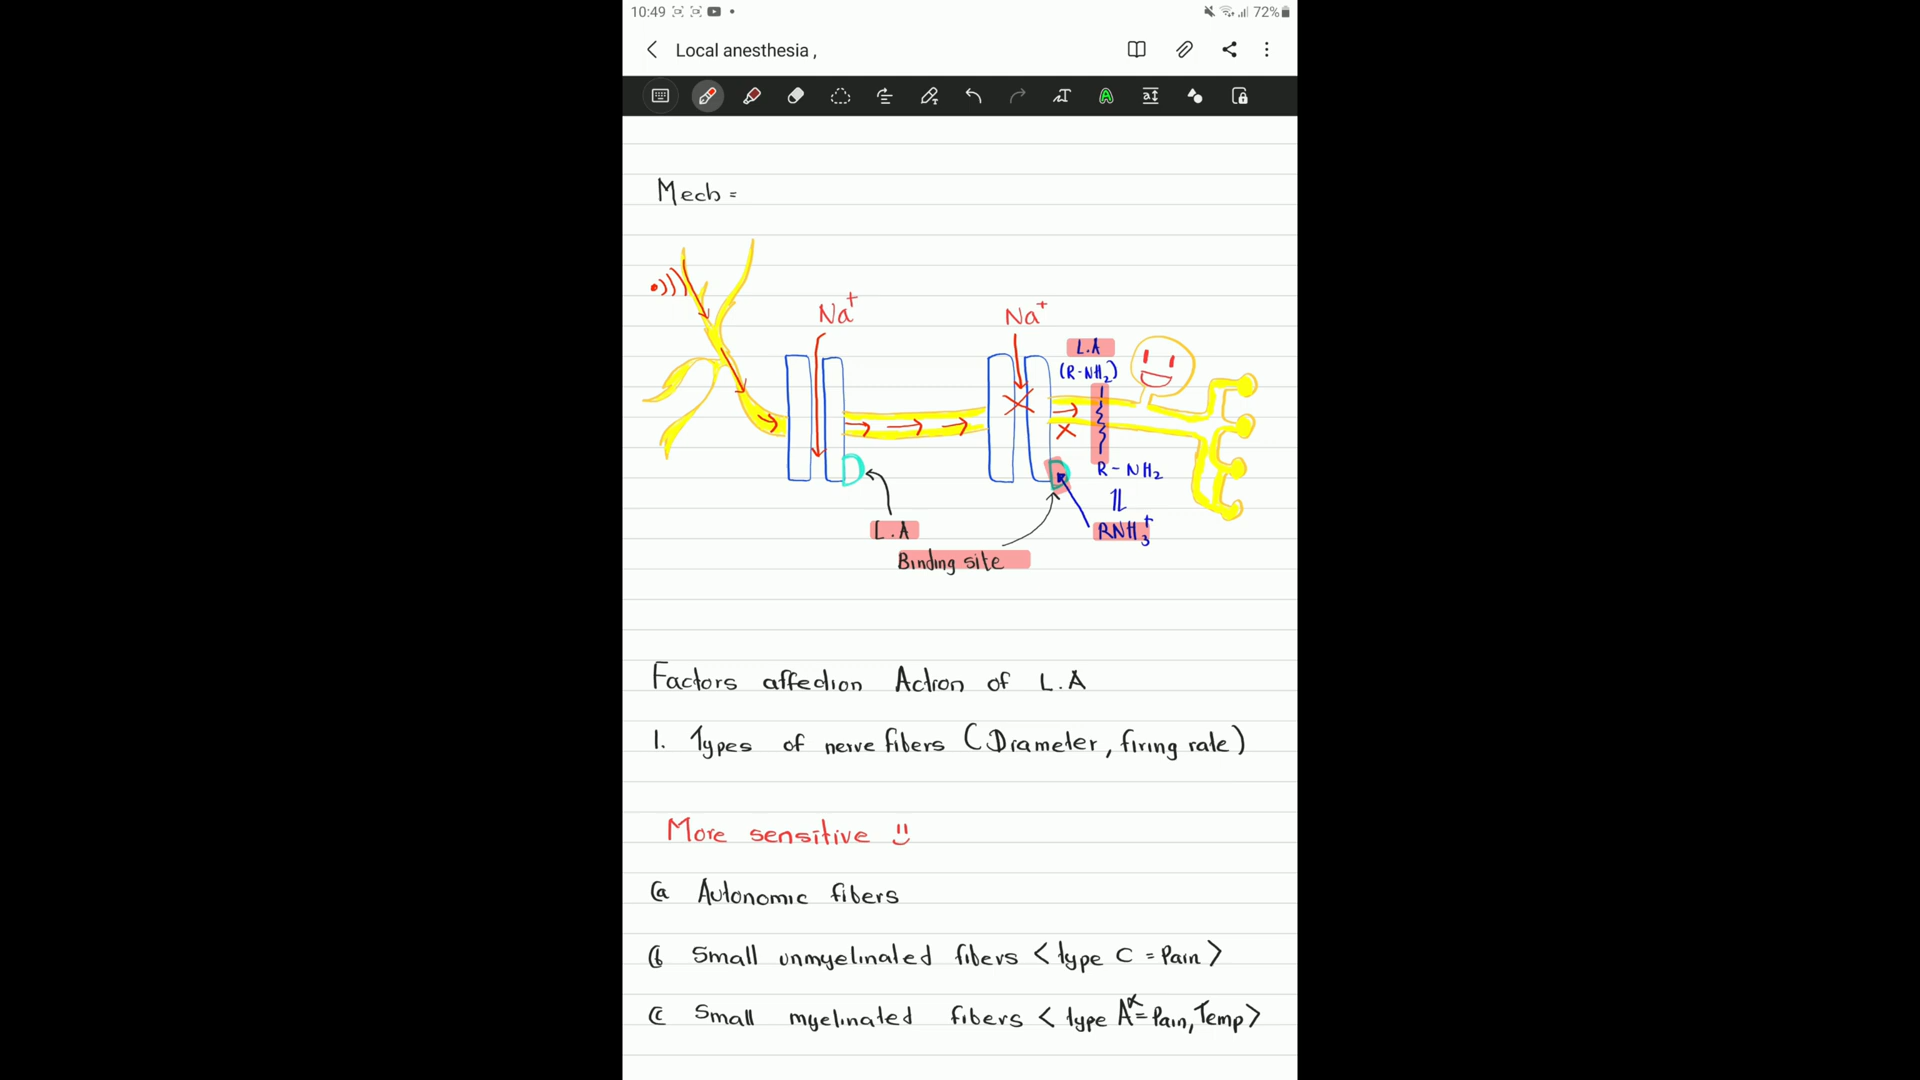 10:49
72%
Local anesthesia ,
Mech =
Na+
Na+
L.A
(R-NH2)
R-NH2
⇌
RNH3+
L.A
Binding site
Factors affection Action of L.A
1. Types of nerve fibers (Diameter, firing rate)
More sensitive
(a Autonomic fibers
(b Small unmyelinated fibers <type C = Pain>
(c Small myelinated fibers < type Aα = Pain, Temp>